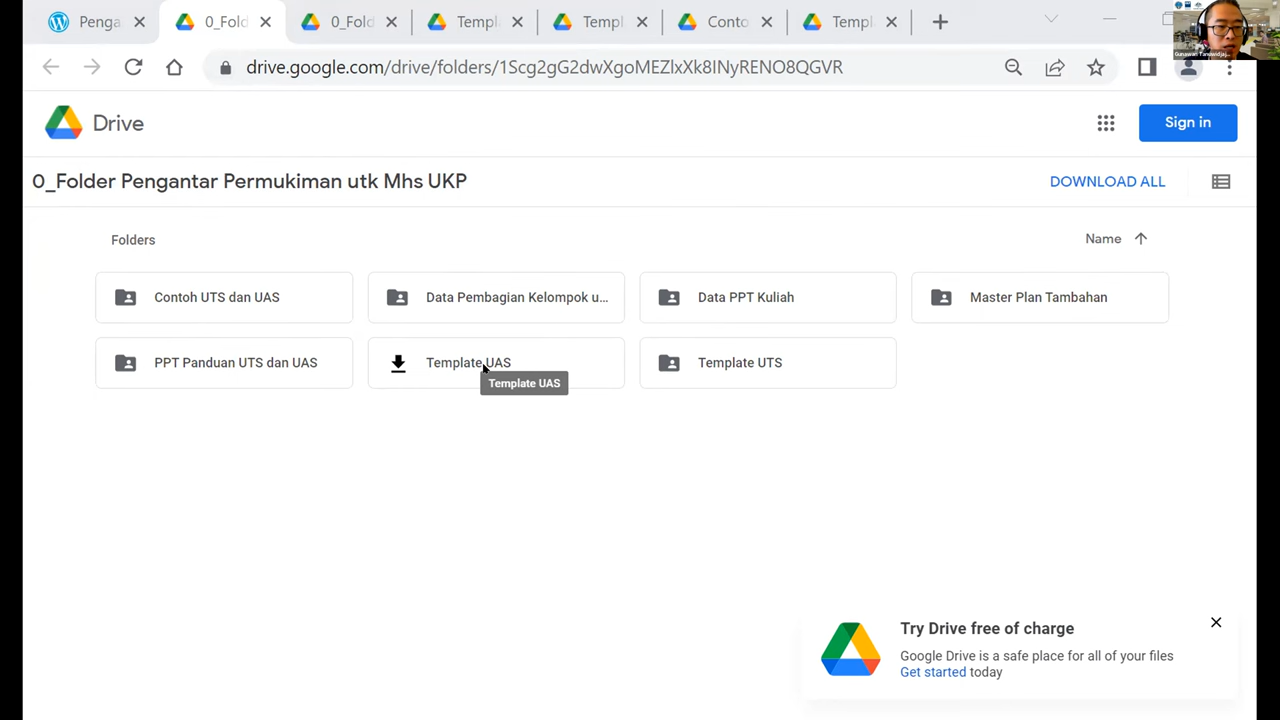 Penga
0_Fold
0_Fold
Templ
Templ
Conto
Templ
drive.google.com/drive/folders/1Scg2gG2dwXgoMEZlxXk8INyRENO3QGVR
Drive
Sign in
0_Folder Pengantar Permukiman utk Mhs UKP
DOWNLOAD ALL
Folders
Name
Contoh UTS dan UAS
Data Pembagian Kelompok u...
Data PPT Kuliah
Master Plan Tambahan
PPT Panduan UTS dan UAS
Template UAS
Template UTS
Template UAS
Try Drive free of charge
Google Drive is a safe place for all of your files
Get started today